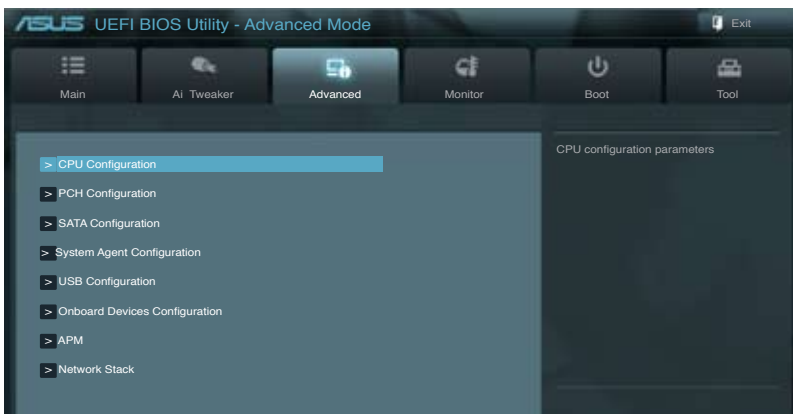 ASUS UEFI BIOS Utility - Advanced Mode
Exit
Main
Ai Tweaker
Advanced
Monitor
Boot
Tool
> CPU Configuration
> PCH Configuration
> SATA Configuration
> System Agent Configuration
> USB Configuration
> Onboard Devices Configuration
> APM
> Network Stack
CPU configuration parameters